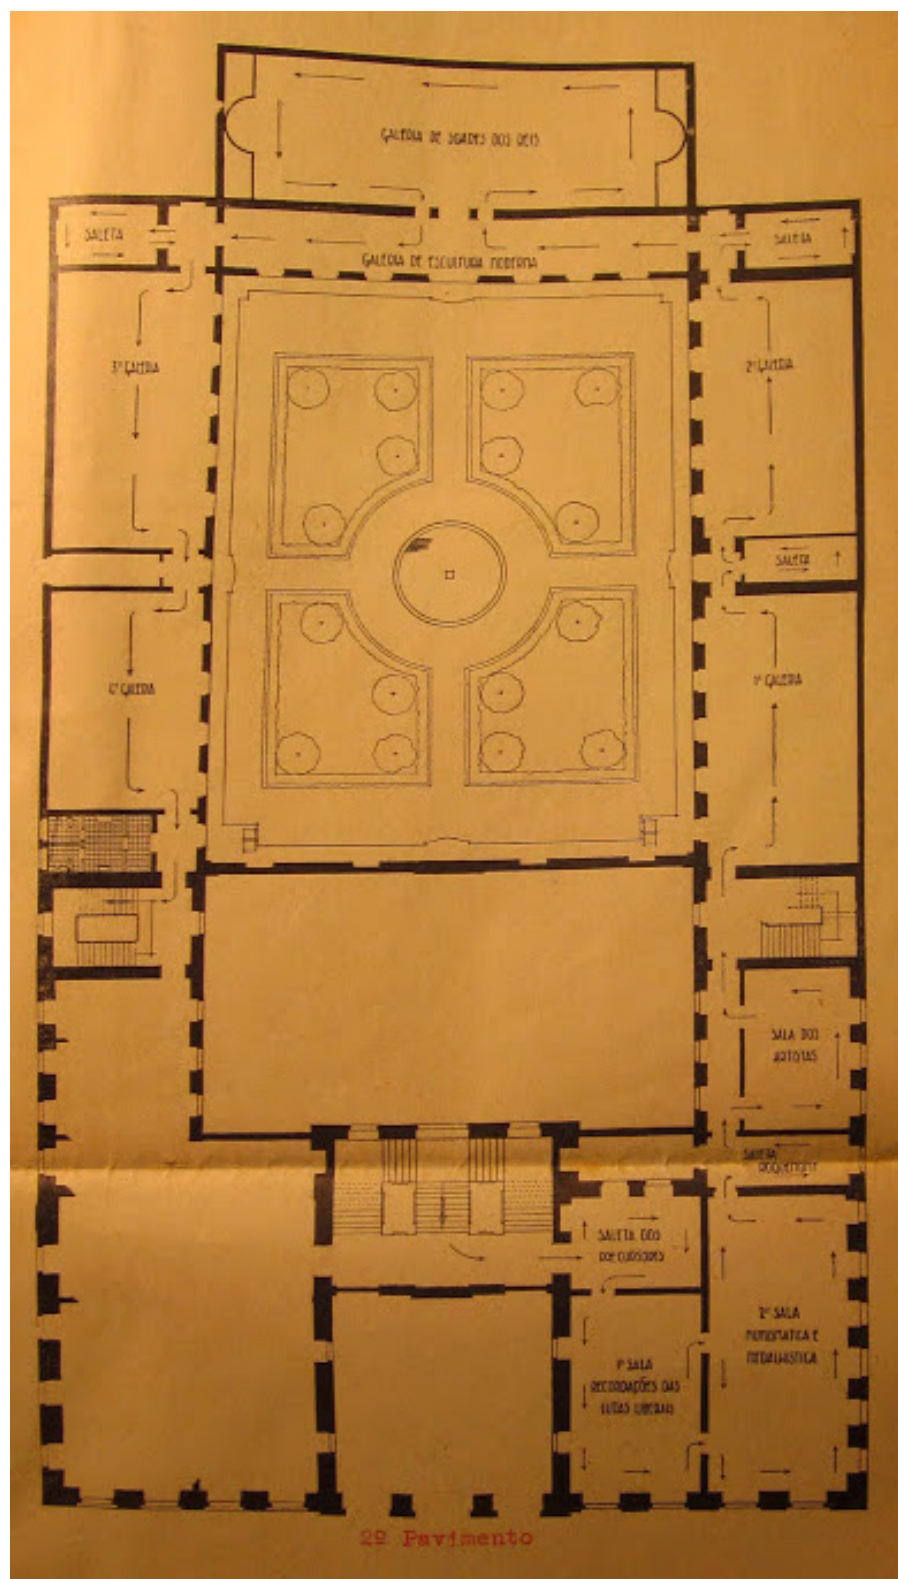 GALERIA DE SOARES DOS REIS
SALETA
GALERIA DE ESCULTURA MODERNA
SALETA
3ª GALERIA
2ª GALERIA
SALETA
4ª GALERIA
1ª GALERIA
SALA DOS
ARTISTAS
SALETA
ROQUEMONT
SALETA DOS
PRECURSORES
2ª SALA
NUMISMATICA E
MEDALHISTICA
1ª SALA
RECORDAÇÕES DAS
LUTAS LIBERAIS
2º Pavimento